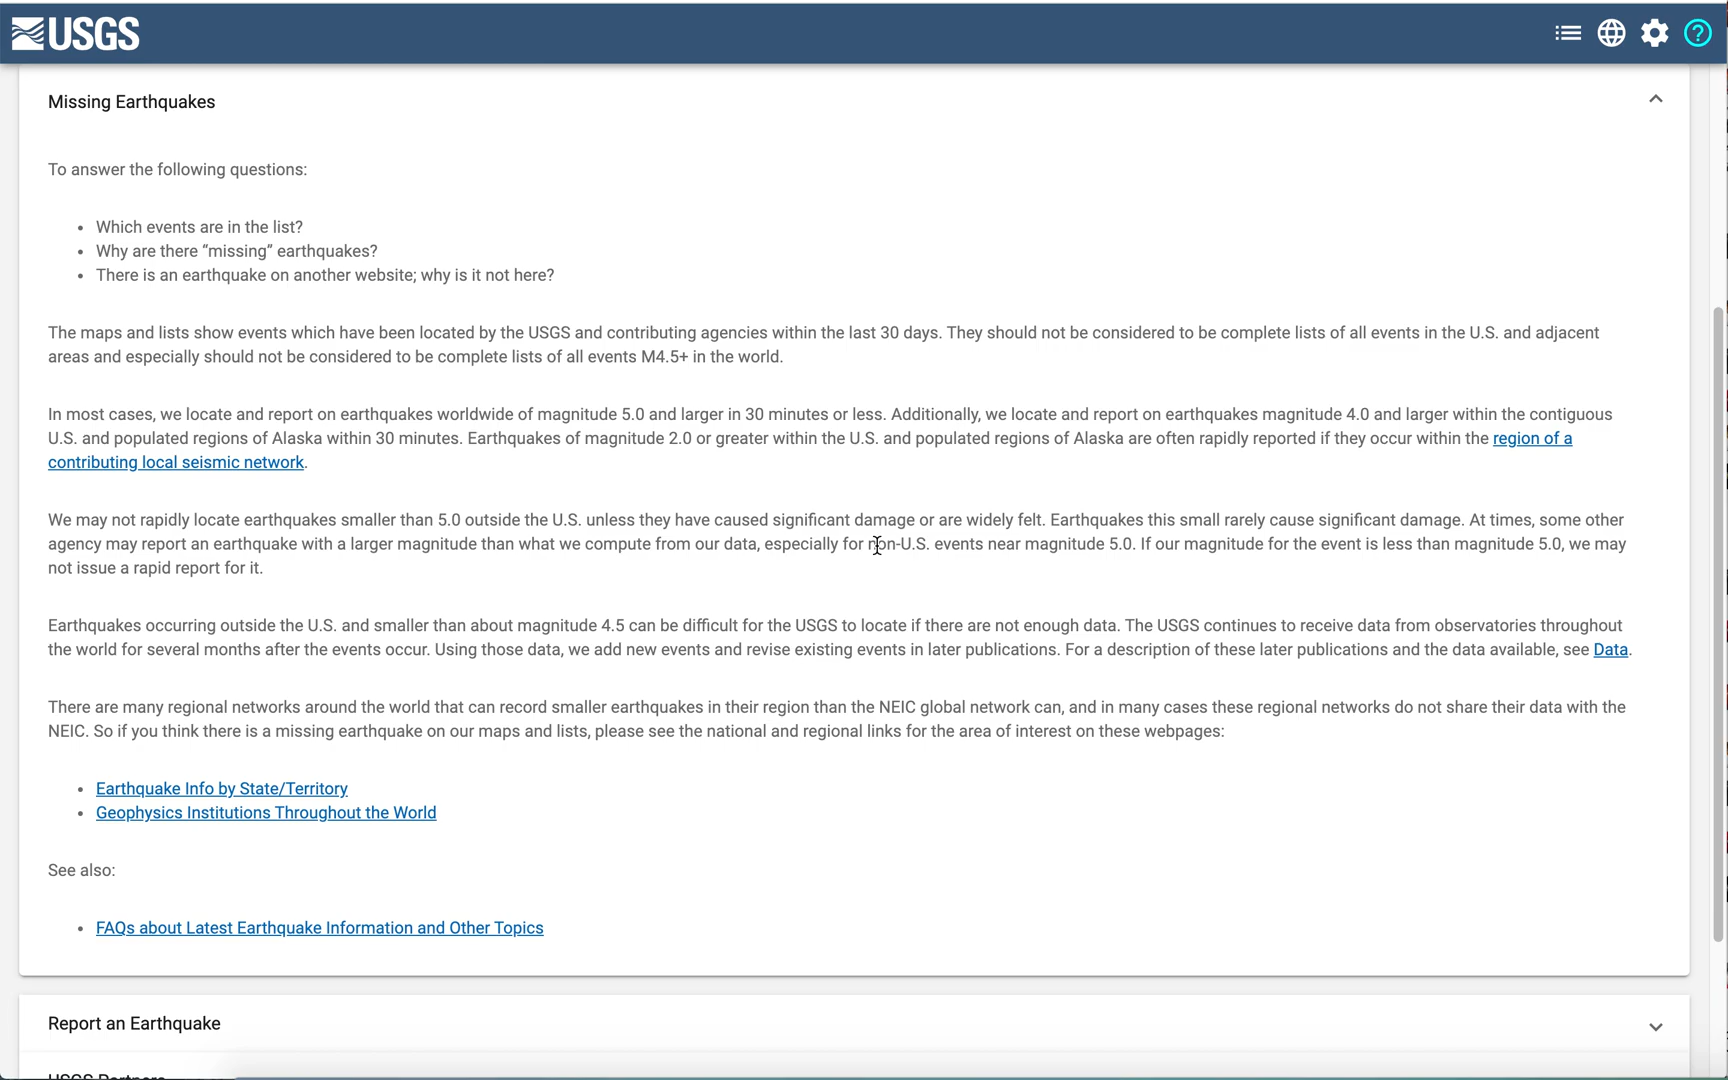 USGS
Missing Earthquakes
To answer the following questions:
• Which events are in the list?
• Why are there “missing” earthquakes?
• There is an earthquake on another website; why is it not here?
The maps and lists show events which have been located by the USGS and contributing agencies within the last 30 days. They should not be considered to be complete lists of all events in the U.S. and adjacent
areas and especially should not be considered to be complete lists of all events M4.5+ in the world.
In most cases, we locate and report on earthquakes worldwide of magnitude 5.0 and larger in 30 minutes or less. Additionally, we locate and report on earthquakes magnitude 4.0 and larger within the contiguous
U.S. and populated regions of Alaska within 30 minutes. Earthquakes of magnitude 2.0 or greater within the U.S. and populated regions of Alaska are often rapidly reported if they occur within the region of a
contributing local seismic network.
We may not rapidly locate earthquakes smaller than 5.0 outside the U.S. unless they have caused significant damage or are widely felt. Earthquakes this small rarely cause significant damage. At times, some other
agency may report an earthquake with a larger magnitude than what we compute from our data, especially for non-U.S. events near magnitude 5.0. If our magnitude for the event is less than magnitude 5.0, we may
not issue a rapid report for it.
Earthquakes occurring outside the U.S. and smaller than about magnitude 4.5 can be difficult for the USGS to locate if there are not enough data. The USGS continues to receive data from observatories throughout
the world for several months after the events occur. Using those data, we add new events and revise existing events in later publications. For a description of these later publications and the data available, see Data.
There are many regional networks around the world that can record smaller earthquakes in their region than the NEIC global network can, and in many cases these regional networks do not share their data with the
NEIC. So if you think there is a missing earthquake on our maps and lists, please see the national and regional links for the area of interest on these webpages:
• Earthquake Info by State/Territory
• Geophysics Institutions Throughout the World
See also:
• FAQs about Latest Earthquake Information and Other Topics
Report an Earthquake
USGS Partners